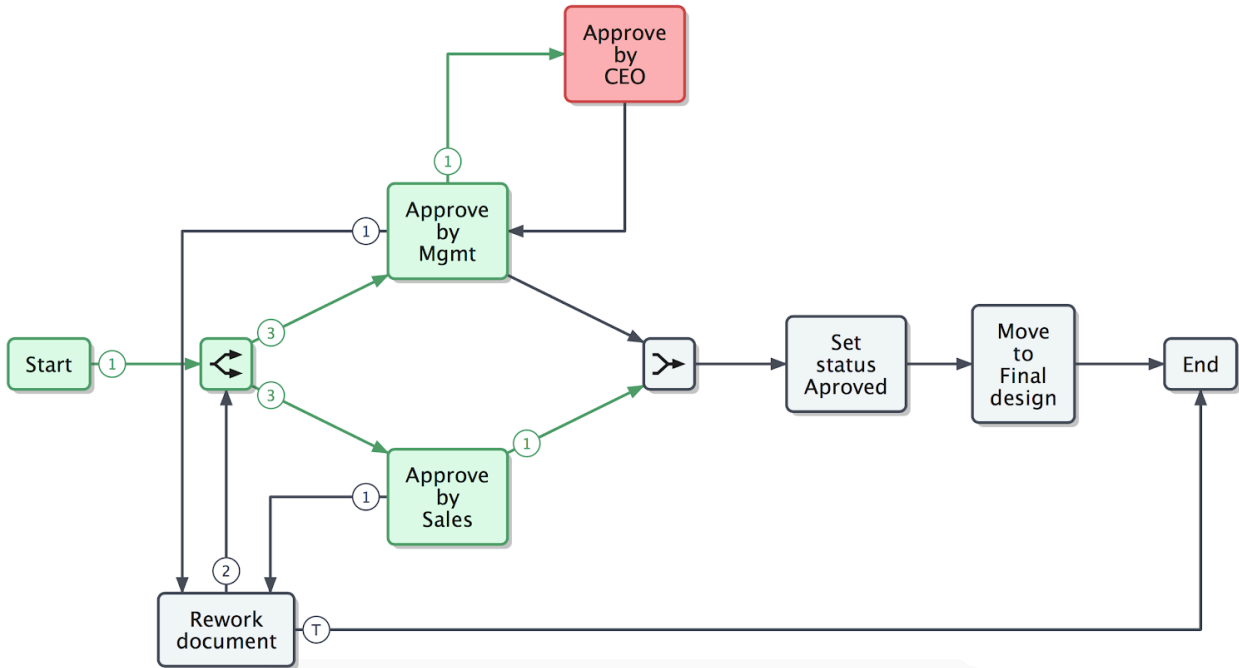 Approve
by
CEO
1
Approve
by
Mgmt
1
3
Start
1
3
Set
status
Aproved
Move
to
Final
design
End
1
Approve
by
Sales
1
2
Rework
document
T